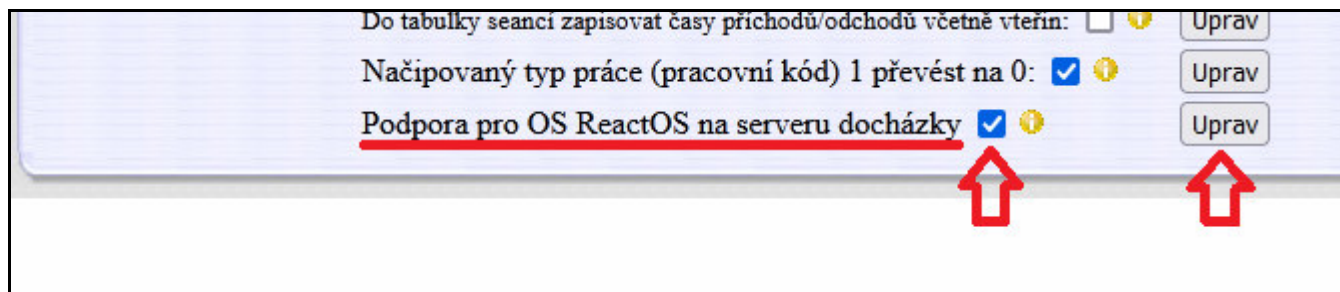 Do tabulky seancí zapisovat časy příchodů/odchodů včetně vteřin: Uprav
Načipovaný typ práce (pracovní kód) 1 převést na 0: Uprav
Podpora pro OS ReactOS na serveru docházky Uprav